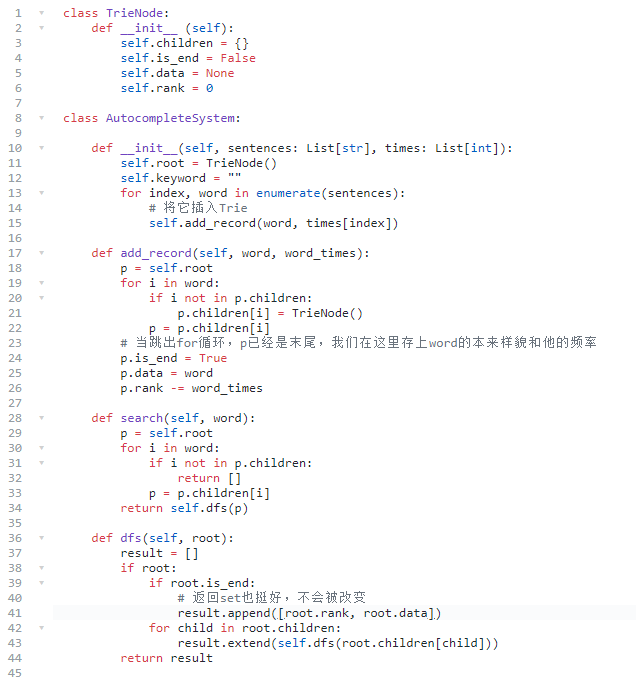 1 class TrieNode:
2     def __init__ (self):
3         self.children = {}
4         self.is_end = False
5         self.data = None
6         self.rank = 0
7
8 class AutocompleteSystem:
9
10     def __init__(self, sentences: List[str], times: List[int]):
11         self.root = TrieNode()
12         self.keyword = ""
13         for index, word in enumerate(sentences):
14             # 将它插入Trie
15             self.add_record(word, times[index])
16
17     def add_record(self, word, word_times):
18         p = self.root
19         for i in word:
20             if i not in p.children:
21                 p.children[i] = TrieNode()
22             p = p.children[i]
23         # 当跳出for循环，p已经是末尾，我们在这里存上word的本来样貌和他的频率
24         p.is_end = True
25         p.data = word
26         p.rank -= word_times
27
28     def search(self, word):
29         p = self.root
30         for i in word:
31             if i not in p.children:
32                 return []
33             p = p.children[i]
34         return self.dfs(p)
35
36     def dfs(self, root):
37         result = []
38         if root:
39             if root.is_end:
40                 # 返回set也挺好，不会被改变
41                 result.append([root.rank, root.data])
42             for child in root.children:
43                 result.extend(self.dfs(root.children[child]))
44         return result
45